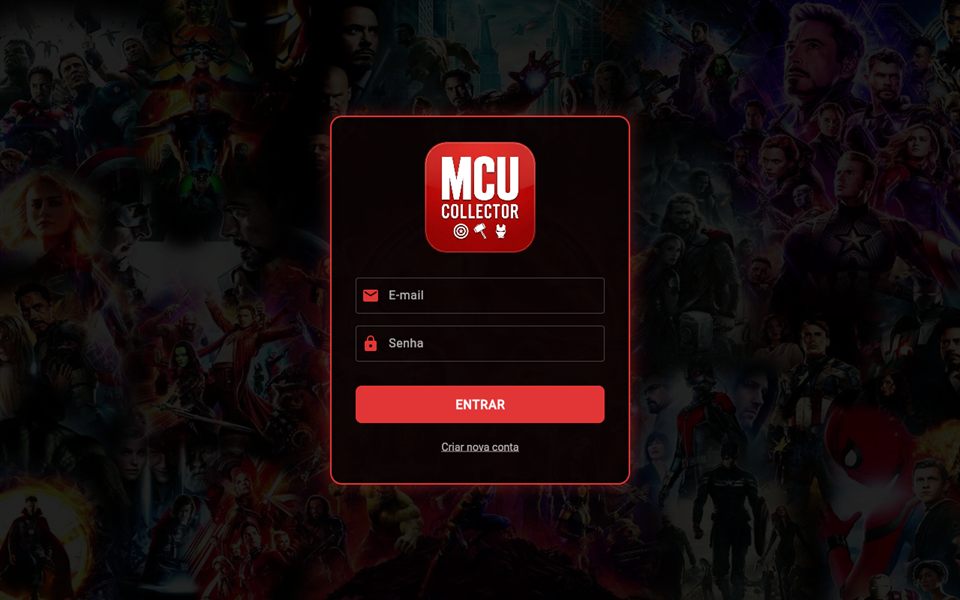 MCU
COLLECTOR
E-mail
Senha
ENTRAR
Criar nova conta